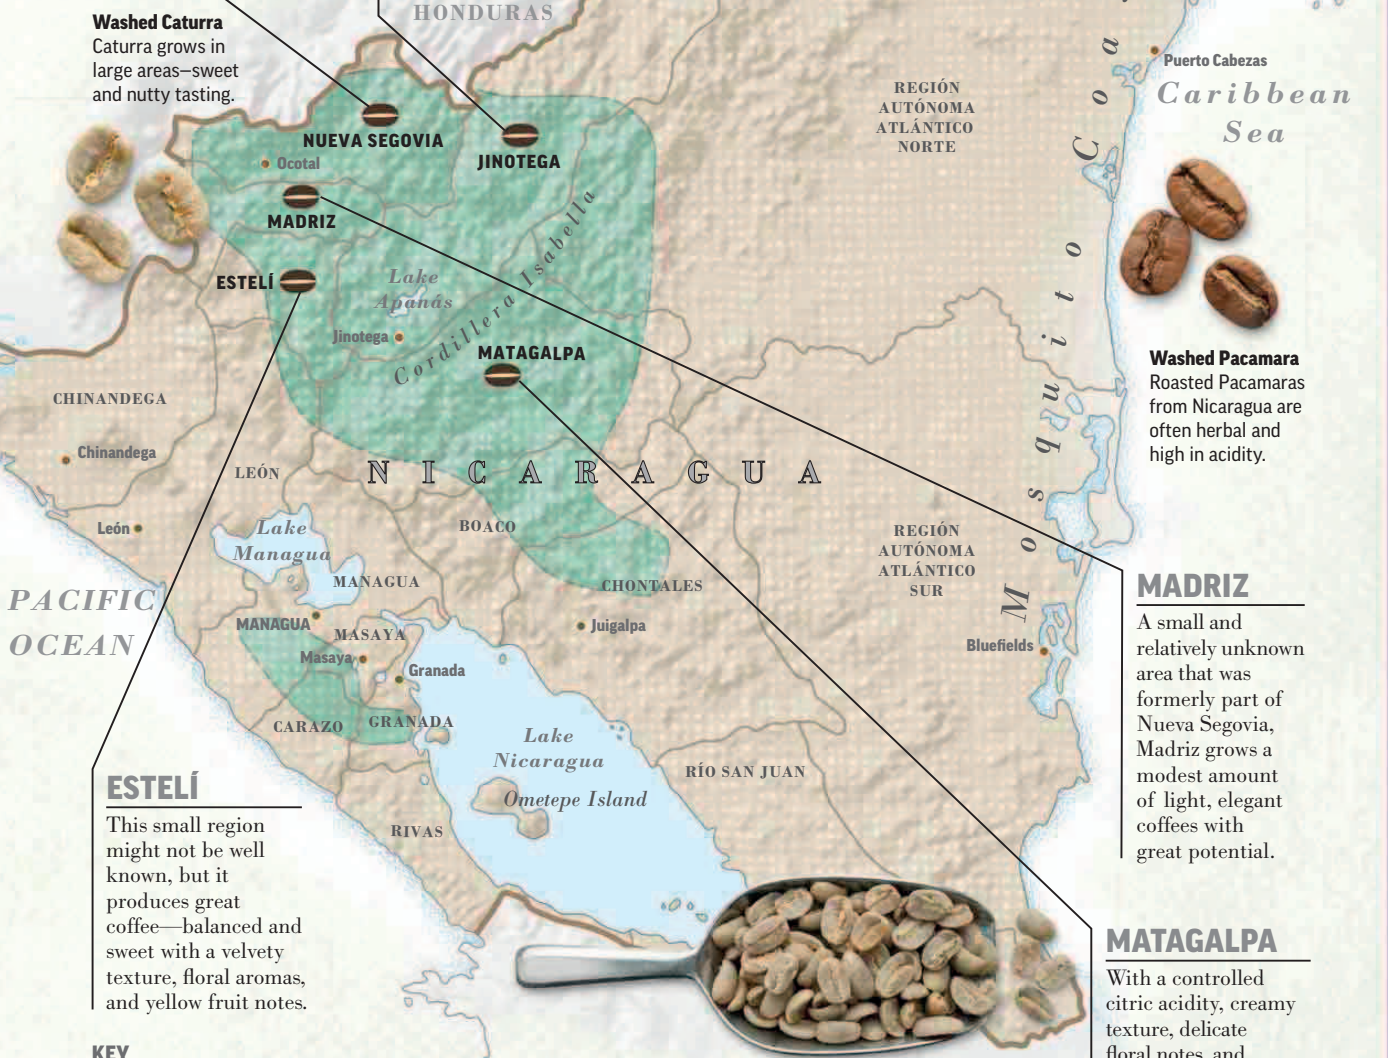 HONDURAS
Washed Caturra
Caturra grows in
large areas—sweet
and nutty tasting.
Puerto Cabezas
Caribbean
Sea
REGIÓN
AUTÓNOMA
ATLÁNTICO
NORTE
NUEVA SEGOVIA
JINOTEGA
Ocotal
MADRIZ
ESTELÍ
Lake
Apanás
Cordillera Isabella
Jinotega
MATAGALPA
Mosquito Coa
Washed Pacamara
Roasted Pacamaras
from Nicaragua are
often herbal and
high in acidity.
CHINANDEGA
Chinandega
LEÓN
NICARAGUA
León
Lake
Managua
BOACO
MANAGUA
CHONTALES
REGIÓN
AUTÓNOMA
ATLÁNTICO
SUR
PACIFIC
OCEAN
MANAGUA
MASAYA
Masaya
Juigalpa
Granada
Bluefields
CARAZO
GRANADA
Lake
Nicaragua
Ometepe Island
RÍO SAN JUAN
RIVAS
MADRIZ
A small and
relatively unknown
area that was
formerly part of
Nueva Segovia,
Madriz grows a
modest amount
of light, elegant
coffees with
great potential.
ESTELÍ
This small region
might not be well
known, but it
produces great
coffee—balanced and
sweet with a velvety
texture, floral aromas,
and yellow fruit notes.
MATAGALPA
With a controlled
citric acidity, creamy
texture, delicate
floral notes, and
KEY